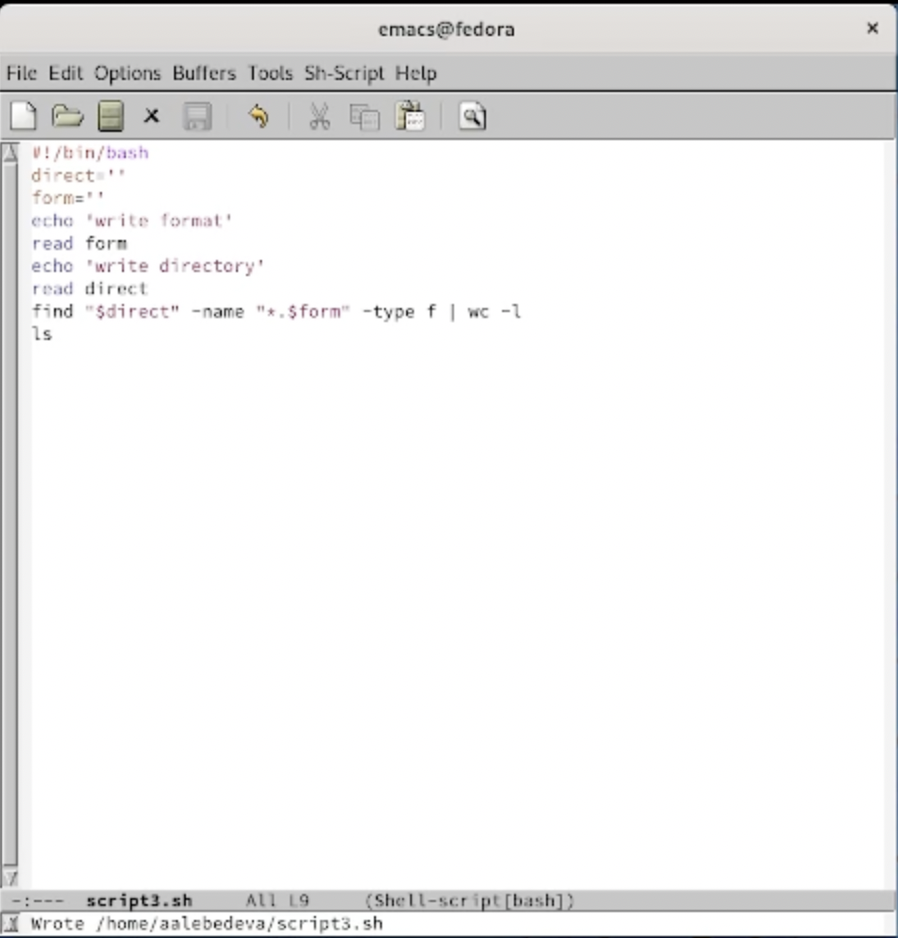 emacs@fedora
File Edit Options Buffers Tools Sh-Script Help
#!/bin/bash
direct=''
form=''
echo 'write format'
read form
echo 'write directory'
read direct
find "$direct" -name "*.$form" -type f | wc -l
ls
-:--- script3.sh All L9 (Shell-script[bash])
Wrote /home/aalebedeva/script3.sh